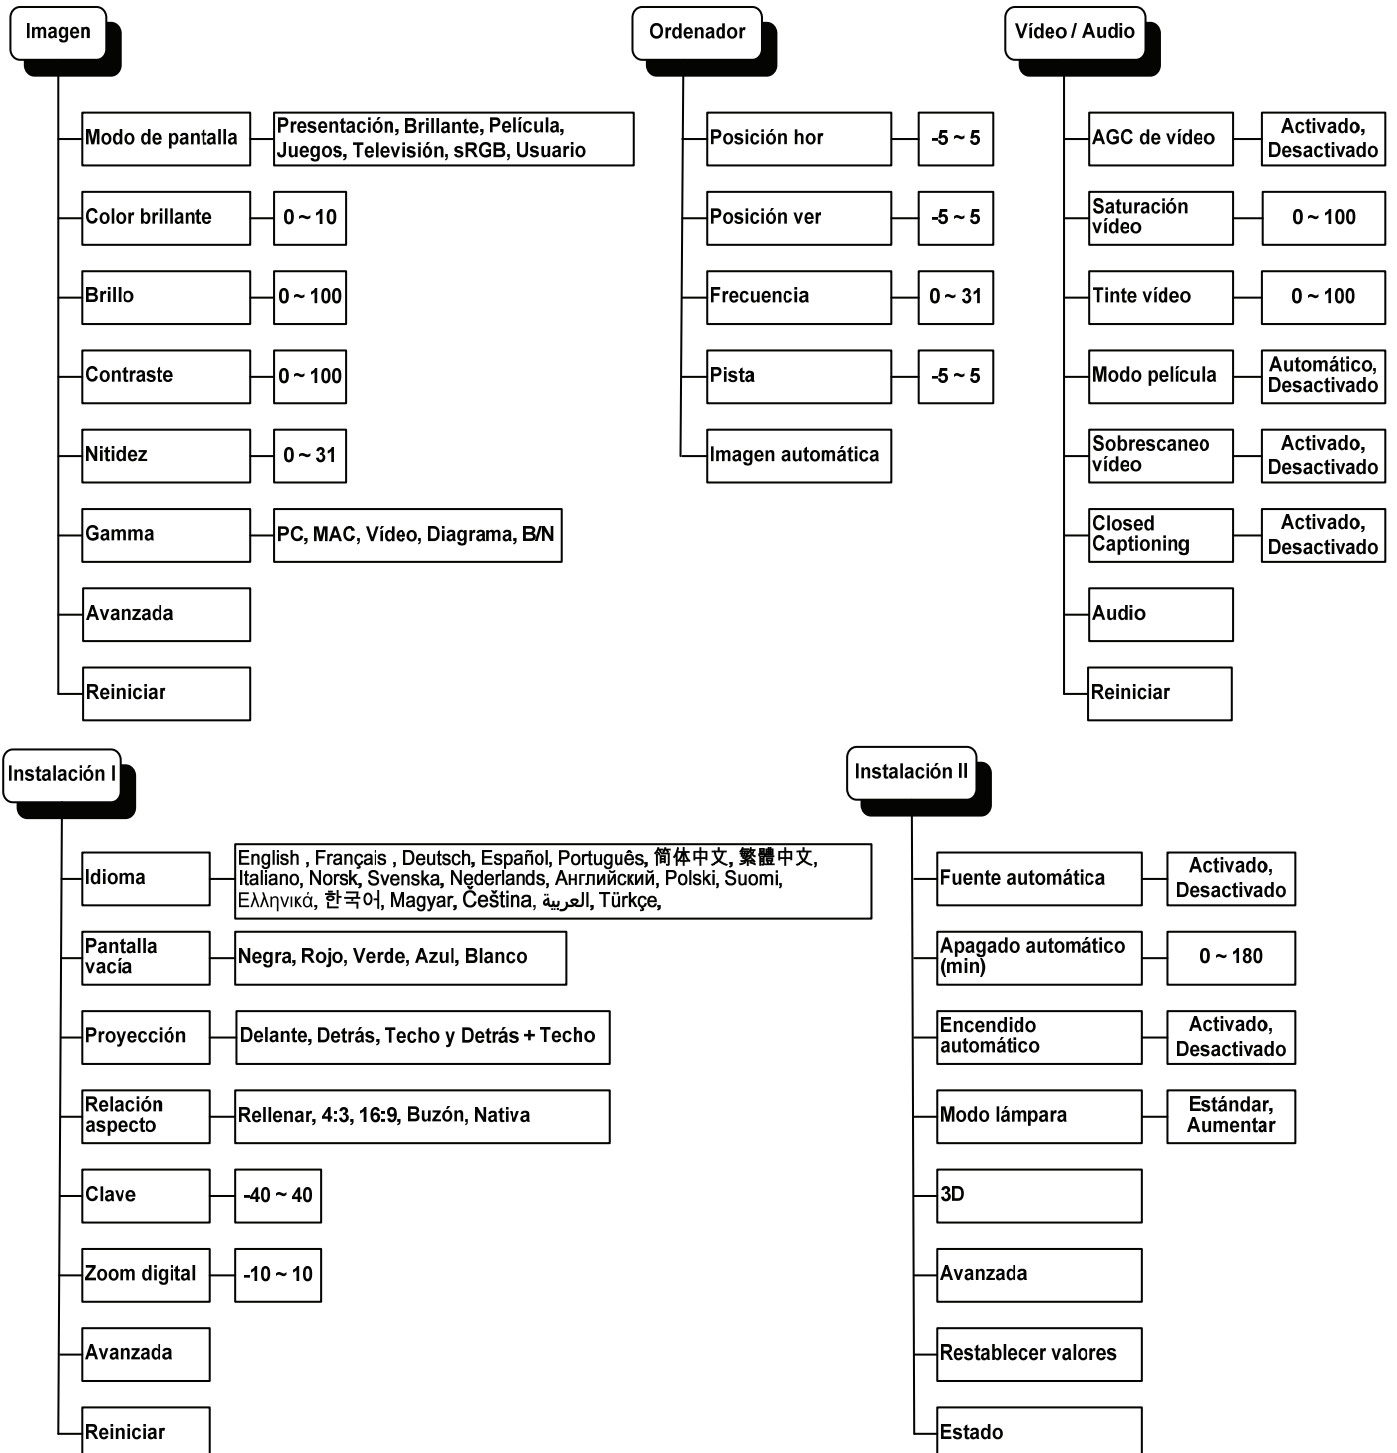 Imagen
Modo de pantalla
Presentación, Brillante, Película,
Juegos, Televisión, sRGB, Usuario
Color brillante
0 ~ 10
Brillo
0 ~ 100
Contraste
0 ~ 100
Nitidez
0 ~ 31
Gamma
PC, MAC, Vídeo, Diagrama, B/N
Avanzada
Reiniciar
Ordenador
Posición hor
-5 ~ 5
Posición ver
-5 ~ 5
Frecuencia
0 ~ 31
Pista
-5 ~ 5
Imagen automática
Vídeo / Audio
AGC de vídeo
Activado,
Desactivado
Saturación
vídeo
0 ~ 100
Tinte vídeo
0 ~ 100
Modo película
Automático,
Desactivado
Sobrescaneo
vídeo
Activado,
Desactivado
Closed
Captioning
Activado,
Desactivado
Audio
Reiniciar
Instalación I
Idioma
English , Français , Deutsch, Español, Português, 简体中文, 繁體中文,
Italiano, Norsk, Svenska, Nederlands, Английский, Polski, Suomi,
Ελληνικά, 한국어, Magyar, Čeština, العربية, Türkçe,
Pantalla
vacía
Negra, Rojo, Verde, Azul, Blanco
Proyección
Delante, Detrás, Techo y Detrás + Techo
Relación
aspecto
Rellenar, 4:3, 16:9, Buzón, Nativa
Clave
-40 ~ 40
Zoom digital
-10 ~ 10
Avanzada
Reiniciar
Instalación II
Fuente automática
Activado,
Desactivado
Apagado automático
(min)
0 ~ 180
Encendido
automático
Activado,
Desactivado
Modo lámpara
Estándar,
Aumentar
3D
Avanzada
Restablecer valores
Estado